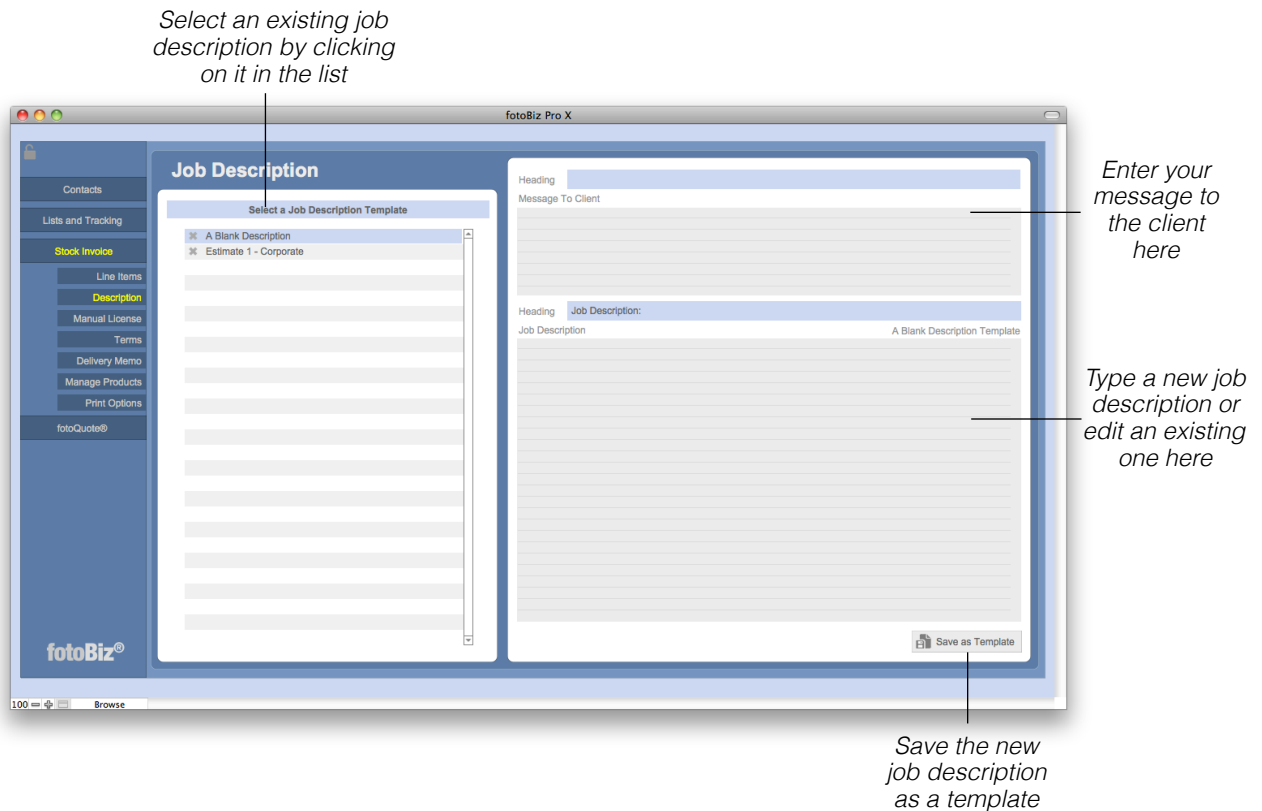 Select an existing job
description by clicking
on it in the list
fotoBiz Pro X
Contacts
Lists and Tracking
Stock Invoice
Line Items
Description
Manual License
Terms
Delivery Memo
Manage Products
Print Options
fotoQuote®
fotoBiz®
Job Description
Select a Job Description Template
A Blank Description
Estimate 1 - Corporate
Heading
Message To Client
Heading Job Description:
Job Description A Blank Description Template
Save as Template
100 Browse
Enter your
message to
the client
here
Type a new job
description or
edit an existing
one here
Save the new
job description
as a template